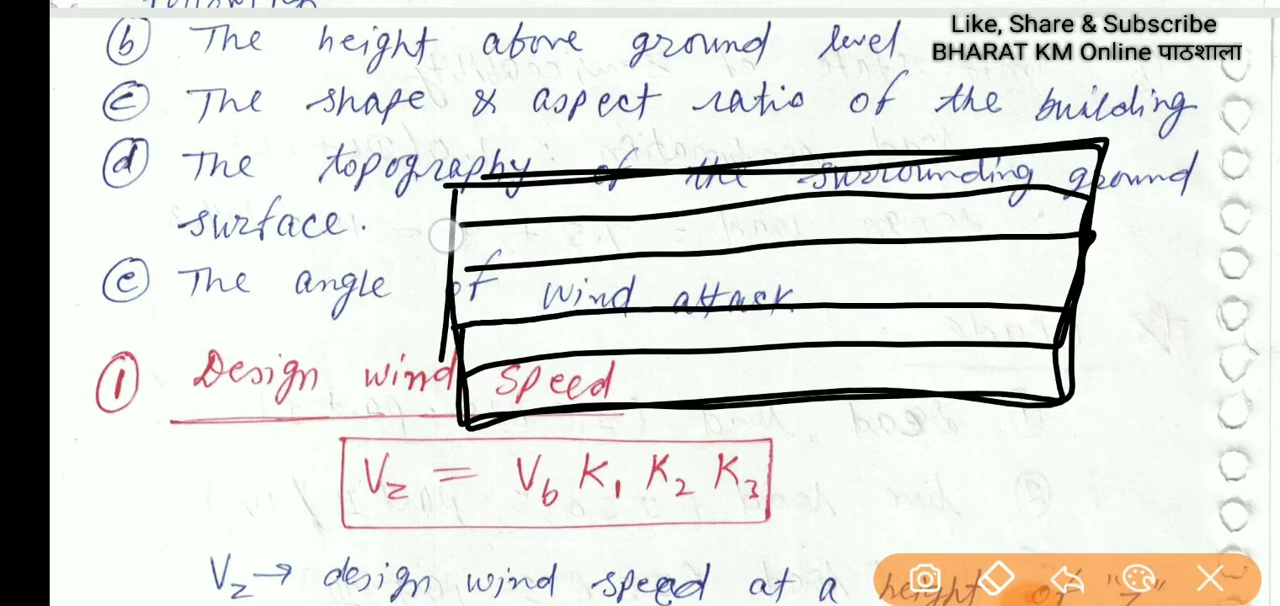 Like, Share & Subscribe
BHARAT KM Online पाठशाला
(b) The height above ground level
(c) The shape & aspect ratio of the building
(d) The topography of the surrounding ground
surface.
(e) The angle of wind attack.
(1) Design wind speed
Vz = Vb K1 K2 K3
Vz → design wind speed at a height of "z"